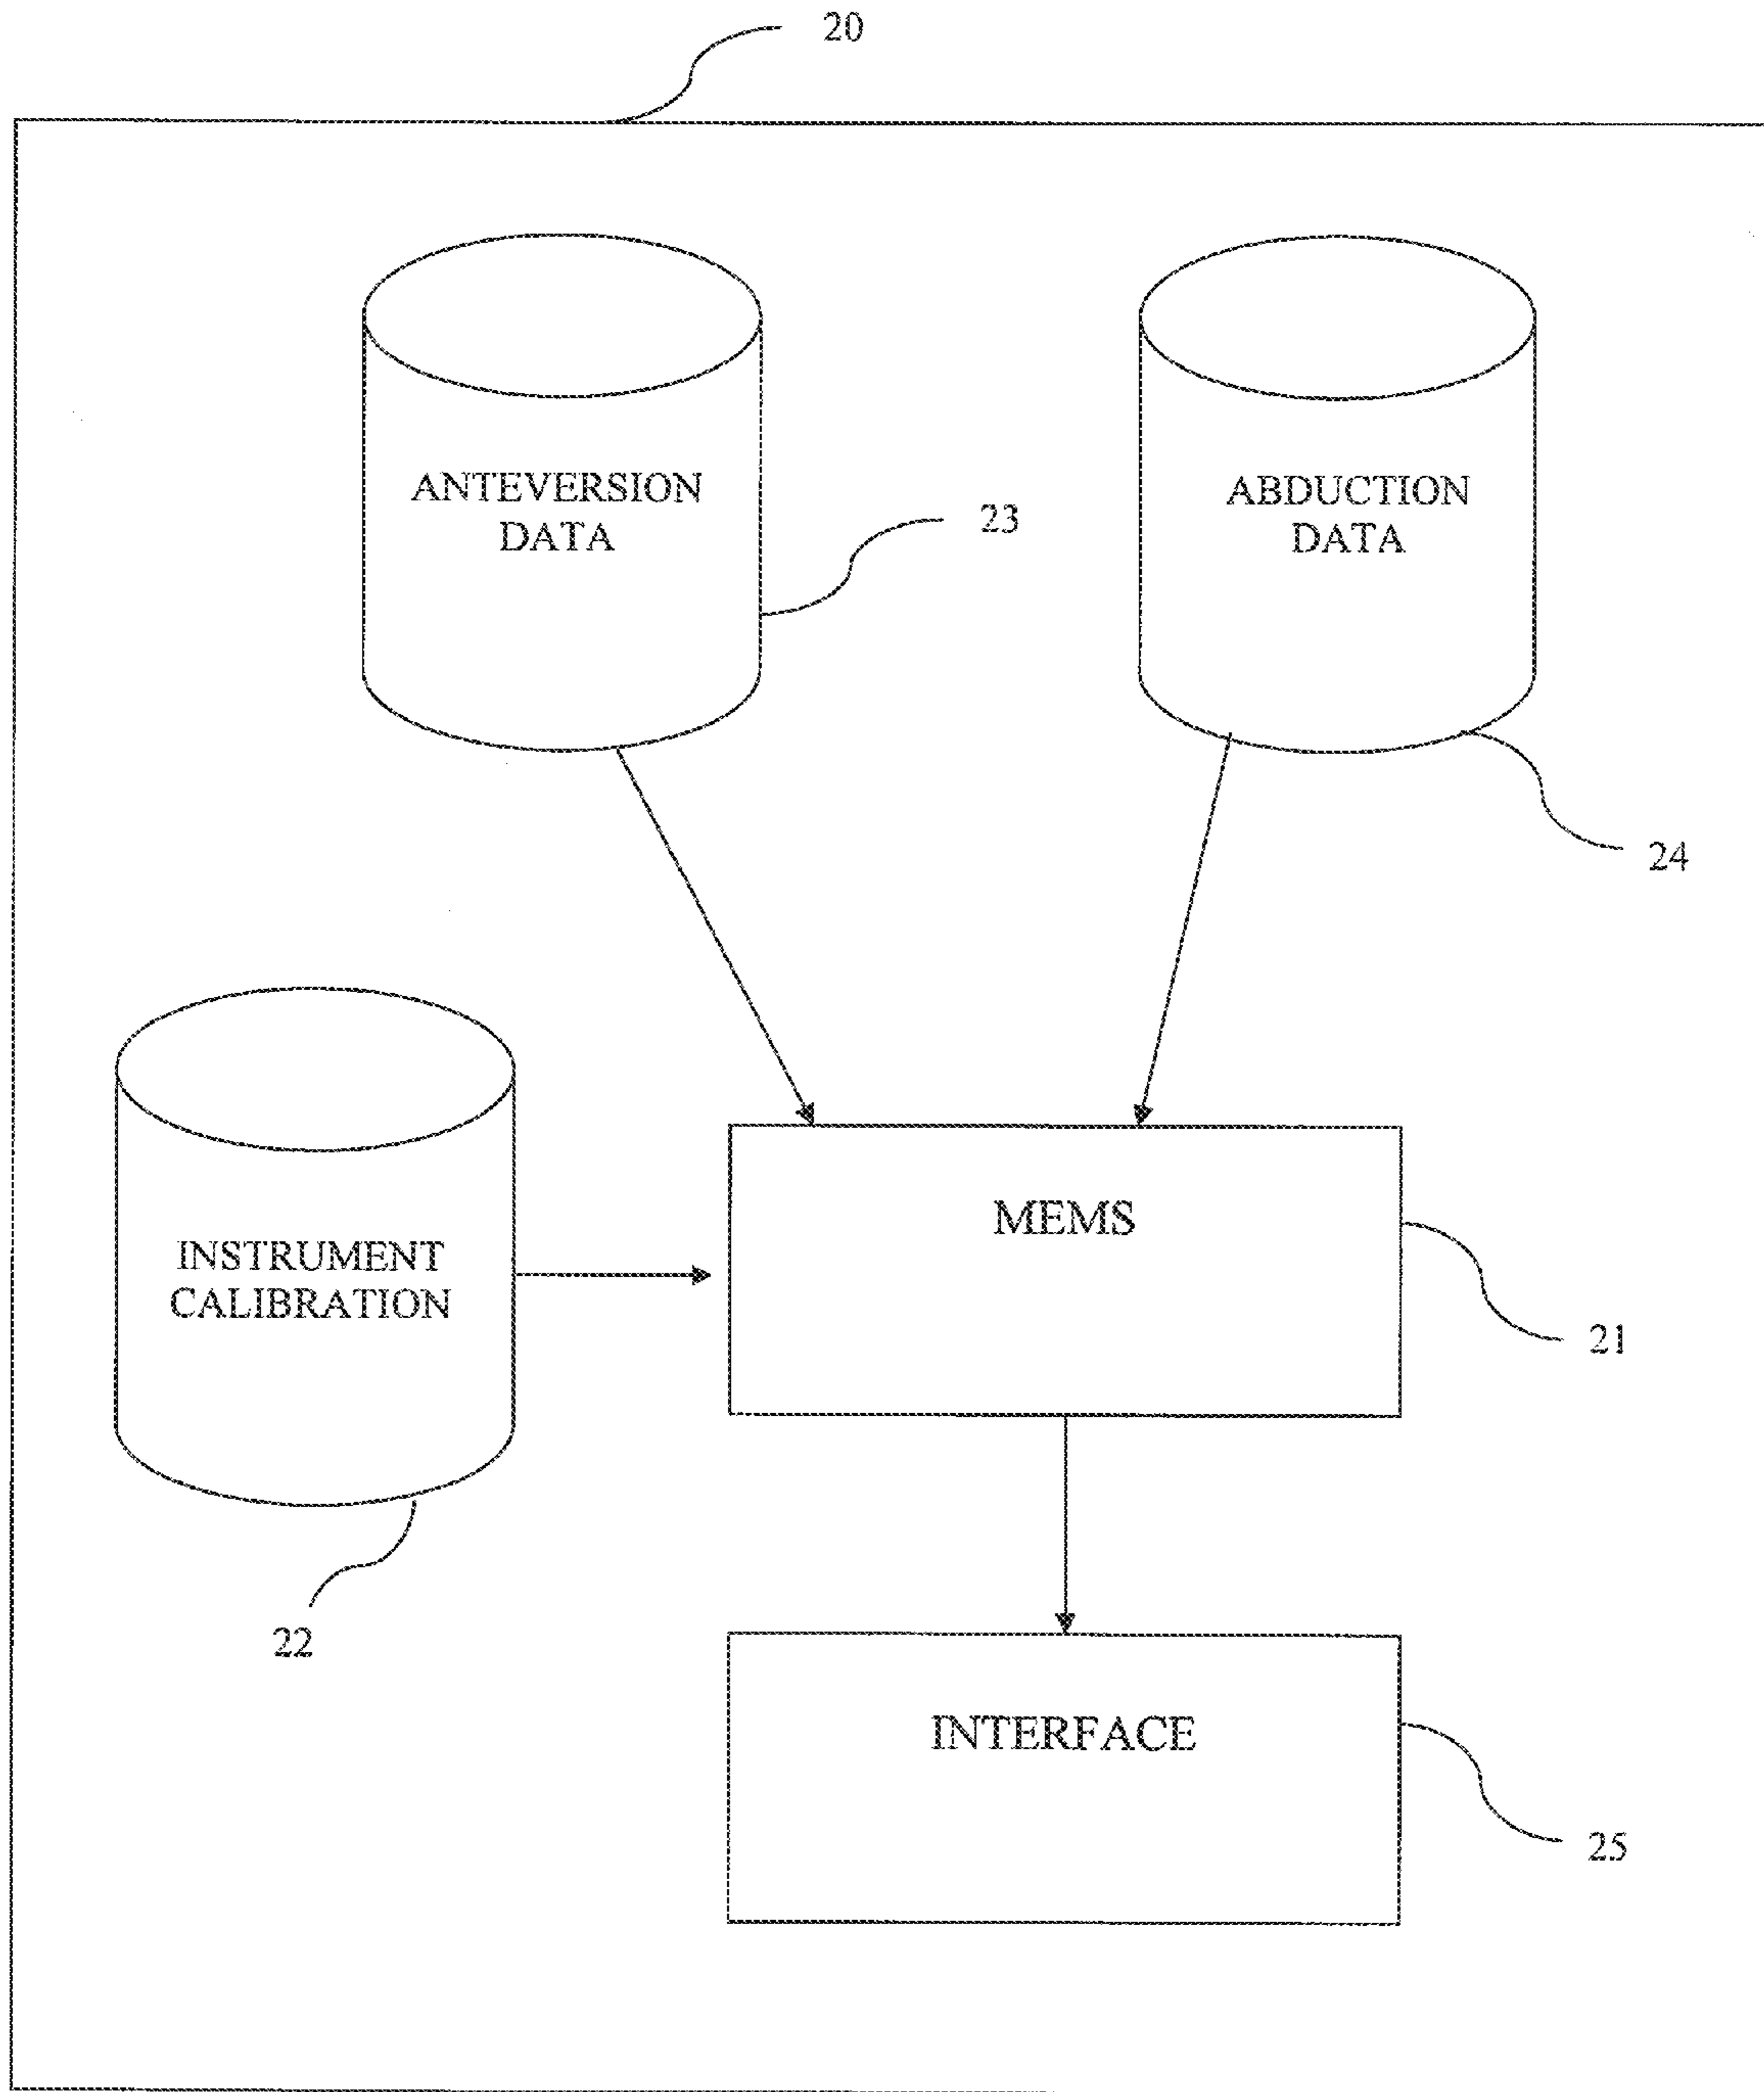 20
ANTEVERSION
DATA
23
ABDUCTION
DATA
24
INSTRUMENT
CALIBRATION
22
MEMS
21
INTERFACE
25